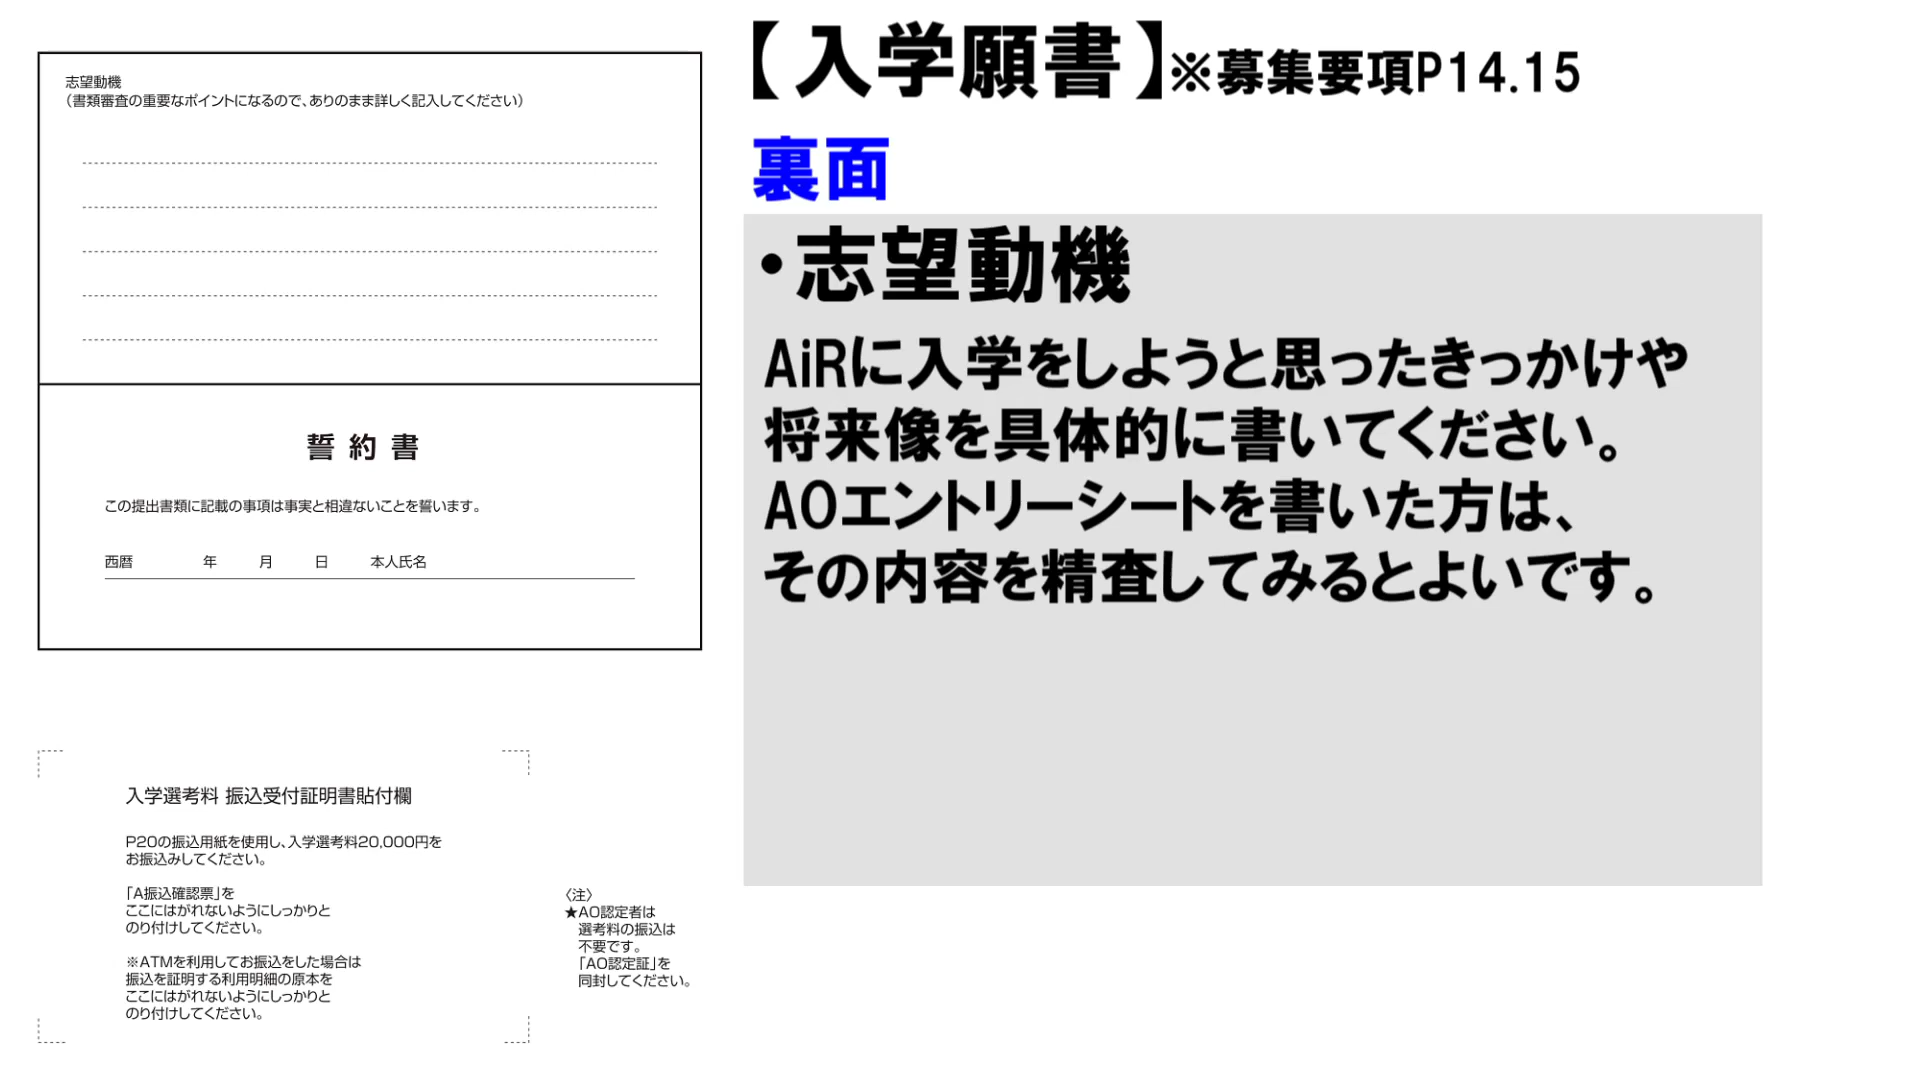 志望動機
（書類審査の重要なポイントになるので、ありのまま詳しく記入してください）
誓約書
この提出書類に記載の事項は事実と相違ないことを誓います。
西暦　年　月　日　本人氏名
入学選考料 振込受付証明書貼付欄
P20の振込用紙を使用し、入学選考料20,000円を
お振込みしてください。
「A振込確認票」を
ここにはがれないようにしっかりと
のり付けしてください。
※ATMを利用してお振込をした場合は
振込を証明する利用明細の原本を
ここにはがれないようにしっかりと
のり付けしてください。
〈注〉
★AO認定者は
選考料の振込は
不要です。
「AO認定証」を
同封してください。
【入学願書】※募集要項P14.15
裏面
・志望動機
AiRに入学をしようと思ったきっかけや
将来像を具体的に書いてください。
AOエントリーシートを書いた方は、
その内容を精査してみるとよいです。